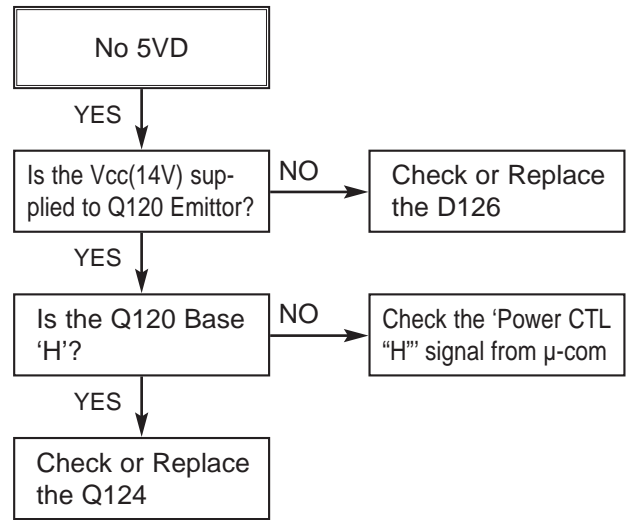 No 5VD
YES
Is the Vcc(14V) sup-
plied to Q120 Emittor?
NO
Check or Replace
the D126
YES
Is the Q120 Base
‘H’?
NO
Check the ‘Power CTL
“H”’ signal from µ-com
YES
Check or Replace
the Q124